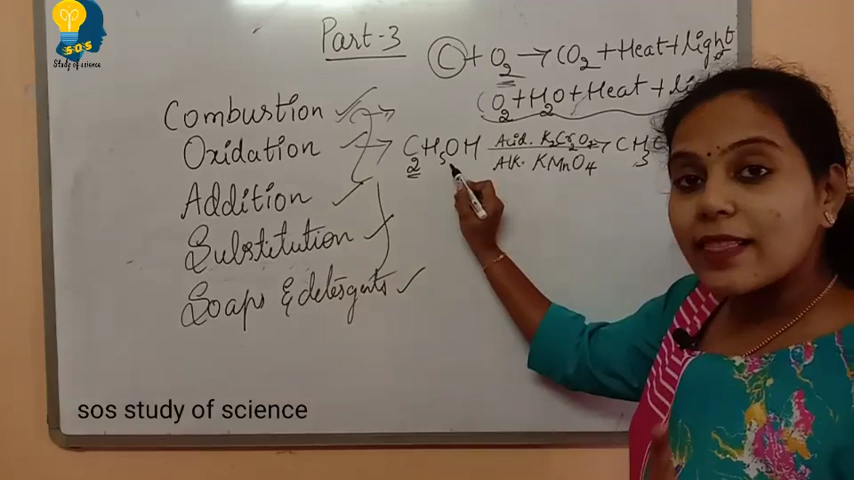 SOS
Study of science
Part-3
C + O2 → CO2 + Heat + light
CO2 + H2O + Heat +
Combustion
Oxidation
C2H5OH Acid. K2Cr2O7 → CH3
Alk. KMnO4
Addition
Substitution
Soaps & detergents
sos study of science